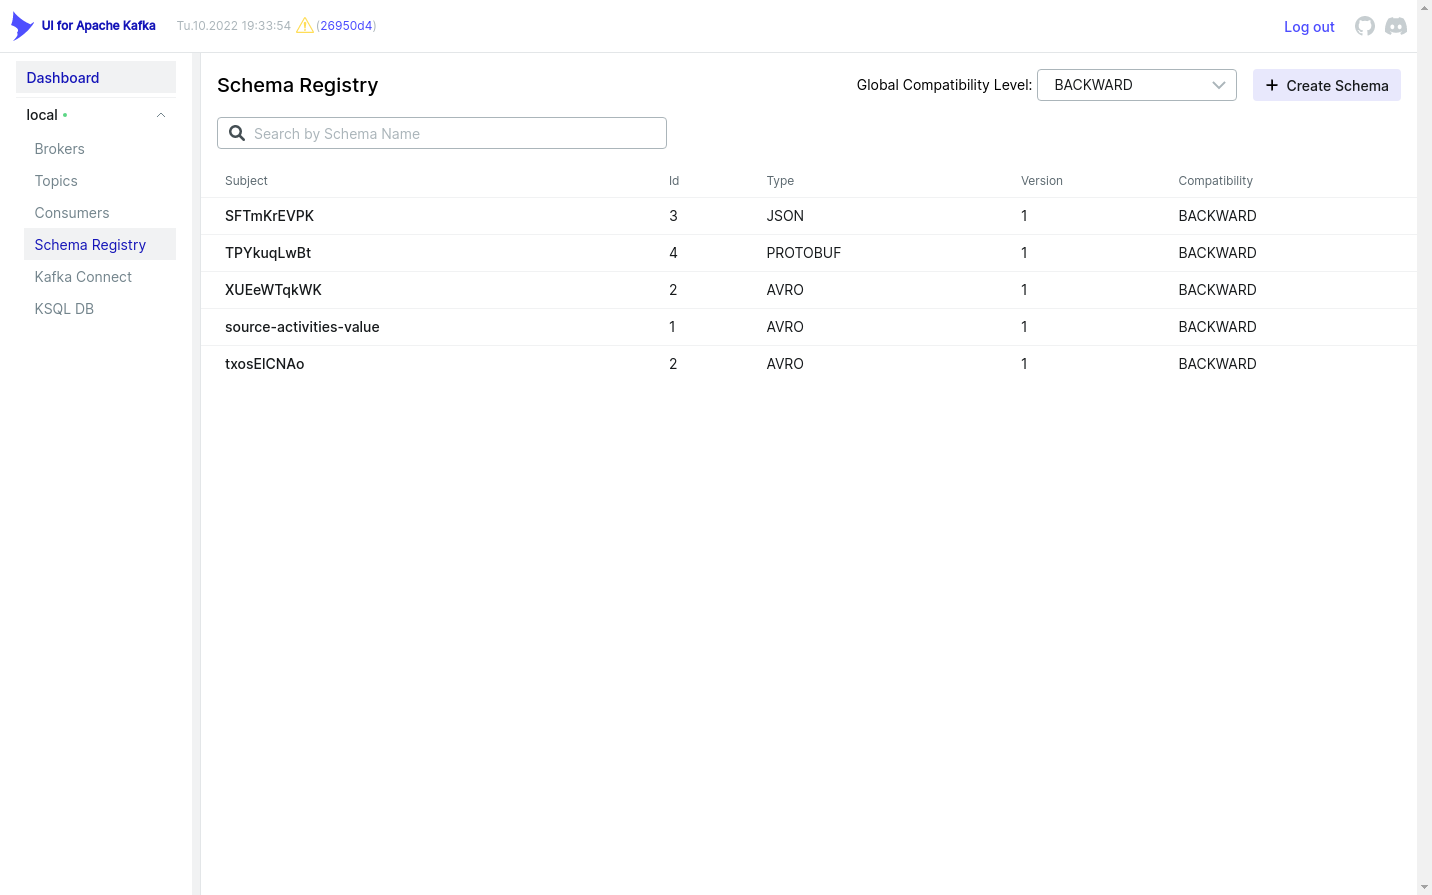 UI for Apache Kafka Tu.10.2022 19:33:54 (26950d4) Log out
Dashboard
local
Brokers
Topics
Consumers
Schema Registry
Kafka Connect
KSQL DB
Schema Registry Global Compatibility Level: BACKWARD Create Schema
Search by Schema Name
Subject Id Type Version Compatibility
SFTmKrEVPK 3 JSON 1 BACKWARD
TPYkuqLwBt 4 PROTOBUF 1 BACKWARD
XUEeWTqkWK 2 AVRO 1 BACKWARD
source-activities-value 1 AVRO 1 BACKWARD
txosEICNAo 2 AVRO 1 BACKWARD